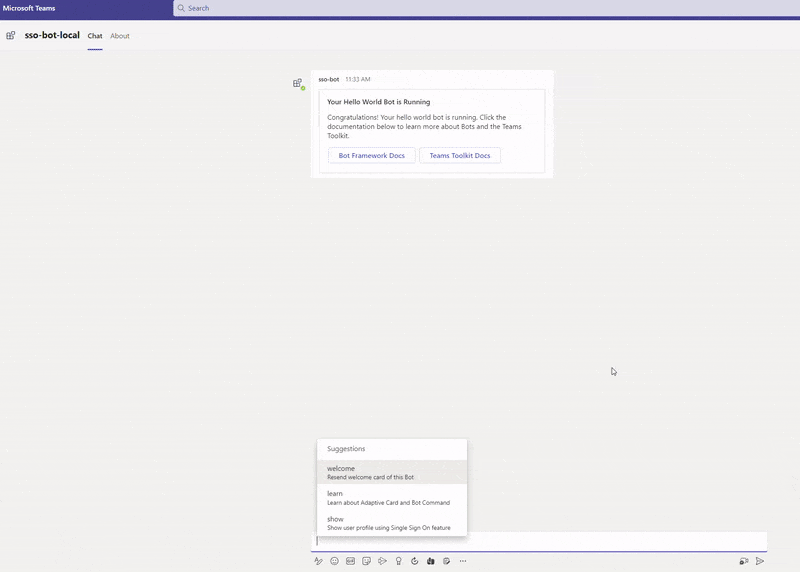 Microsoft Teams
Search
sso-bot-local
Chat
About
sso-bot 11:33 AM
Your Hello World Bot is Running
Congratulations! Your hello world bot is running. Click the
documentation below to learn more about Bots and the Teams
Toolkit.
Bot Framework Docs
Teams Toolkit Docs
Suggestions
welcome
Resend welcome card of this Bot
learn
Learn about Adaptive Card and Bot Command
show
Show user profile using Single Sign On feature